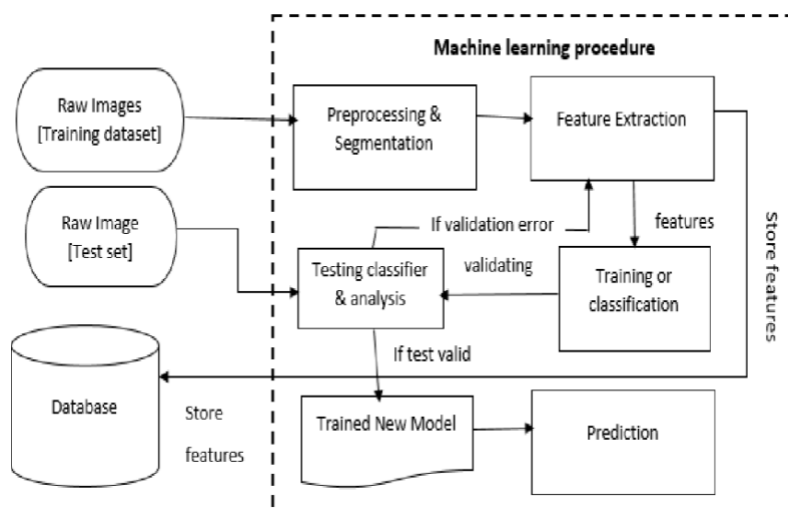 Machine learning procedure
Raw Images
[Training dataset]
Preprocessing &
Segmentation
Feature Extraction
Raw Image
[Test set]
If validation error
features
Store features
Testing classifier
& analysis
validating
Training or
classification
If test valid
Database
Store
features
Trained New Model
Prediction